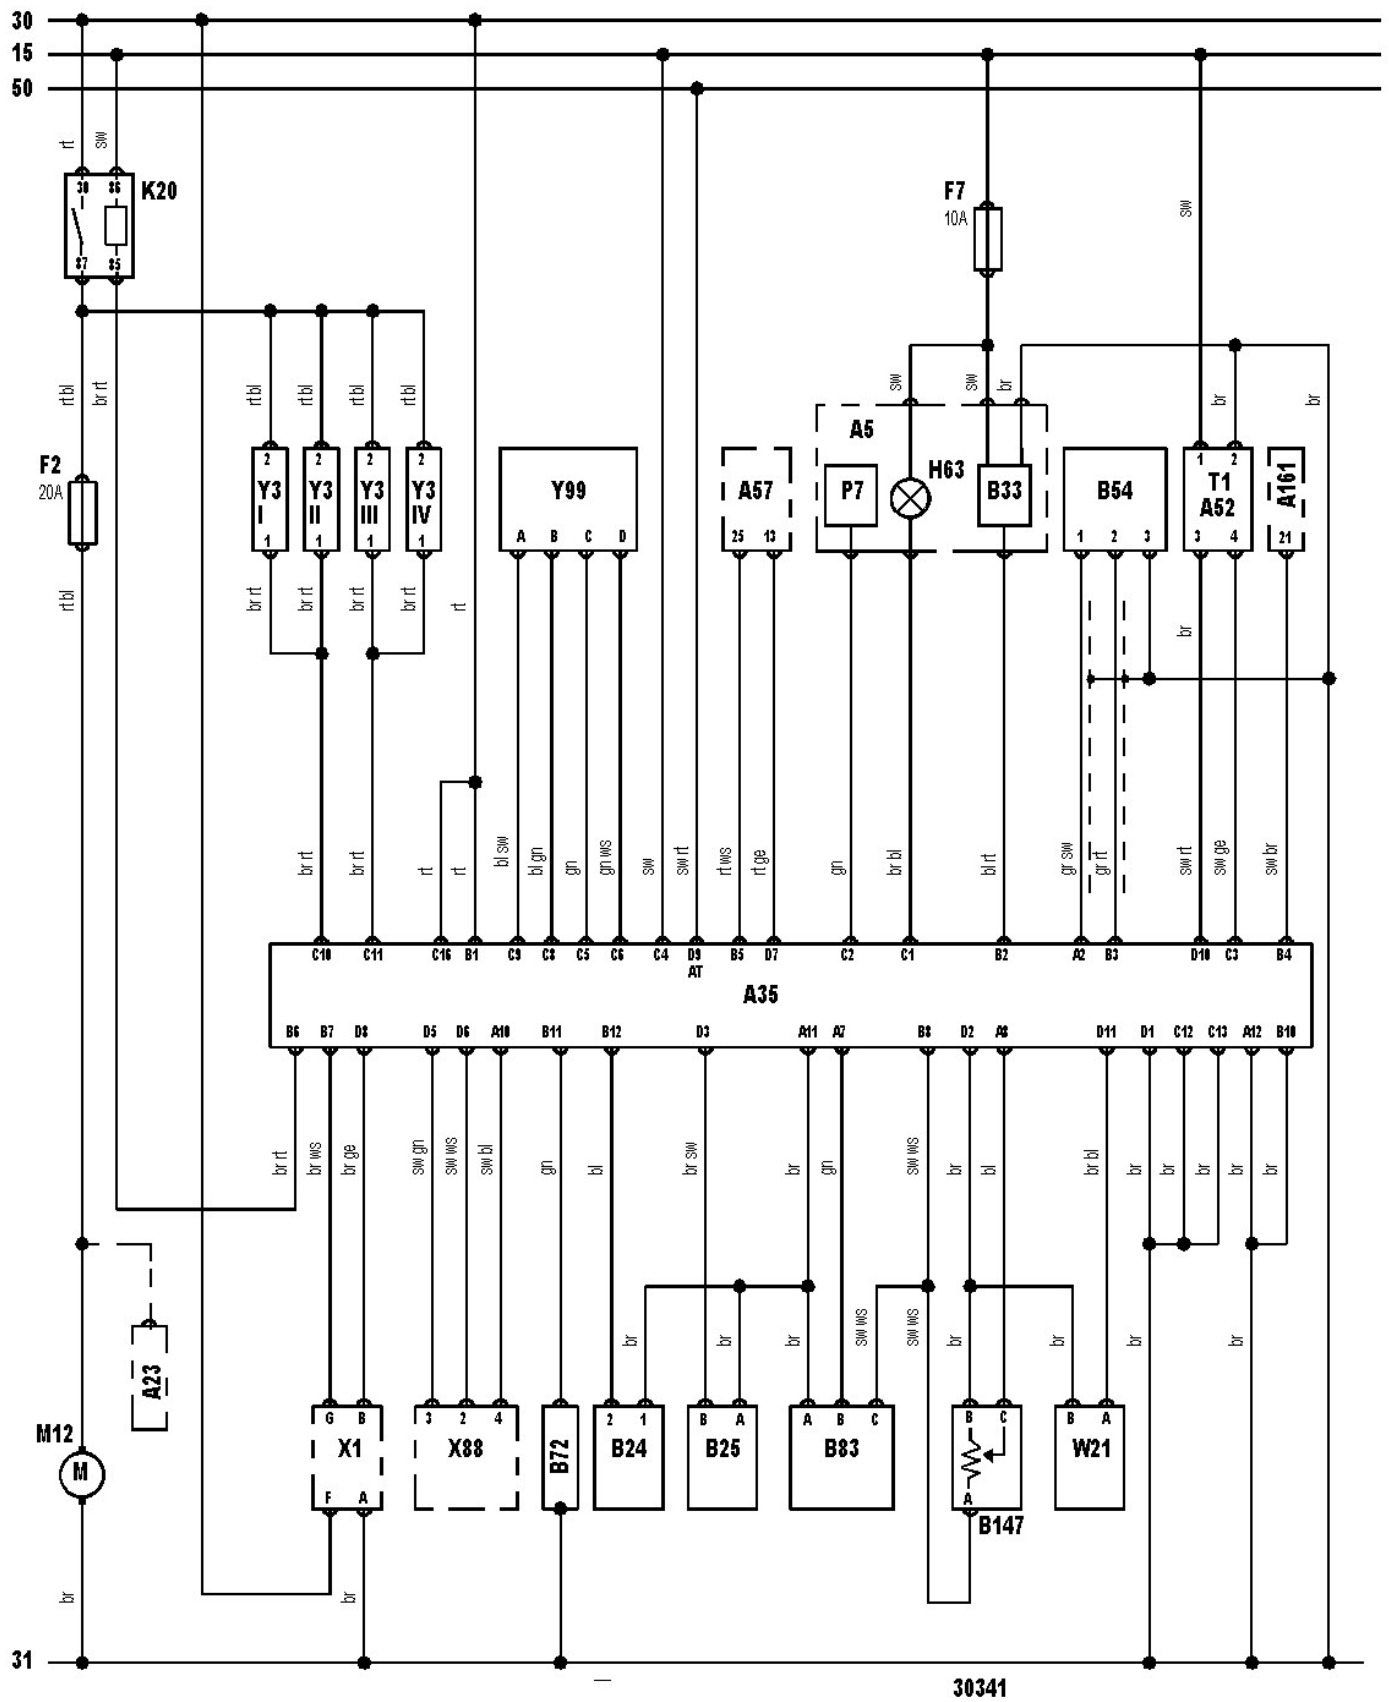 30
15
50
rt
sw
30 86
K20
87 85
F7
10A
sw
rt bl
br rt
rt bl
rt bl
rt bl
rt bl
sw
sw
br
br
br
F2
20A
2
Y3
I
1
2
Y3
II
1
2
Y3
III
1
2
Y3
IV
1
Y99
A B C D
A57
25 13
A5
P7
H63
B33
B54
1 2 3
1 2
T1
A52
3 4
A161
21
rt bl
br rt
br rt
br rt
br rt
rt
br
br rt
br rt
rt
rt
bl sw
bl gn
gn
gn ws
sw
sw rt
rt ws
rt ge
gn
br bl
bl rt
gr sw
gr rt
sw rt
sw ge
sw br
C10 C11 C16 B1 C9 C8 C5 C6 C4 D9 B5 D7 C2 C1 B2 A2 B3 D10 C3 B4
AT
A35
B6 B7 D8 D5 D6 A10 B11 B12 D3 A11 A7 B8 D2 A8 D11 D1 C12 C13 A12 B10
br rt
br ws
br ge
sw gn
sw ws
sw bl
gn
bl
br sw
br
gn
sw ws
br
bl
br bl
br
br
br
br
br
br
br
br
sw ws
sw ws
br
br
br
A23
M12
M
G B
X1
F A
3 2 4
X88
B72
2 1
B24
B A
B25
A B C
B83
B C
A
B147
B A
W21
br
br
31
30341